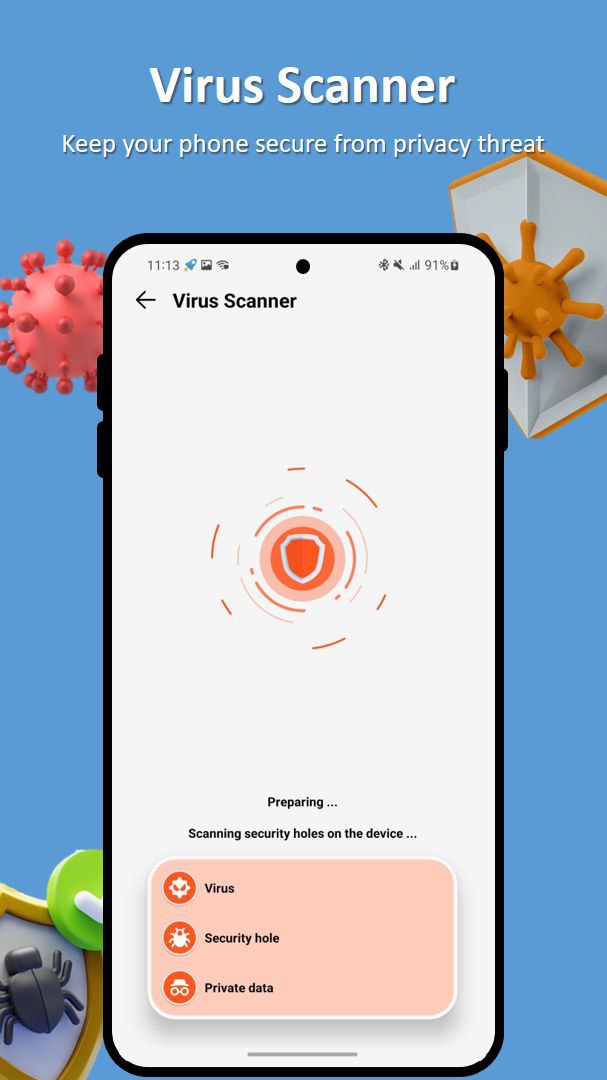 Virus Scanner
Keep your phone secure from privacy threat
11:13 91%
Virus Scanner
Preparing ...
Scanning security holes on the device ...
Virus
Security hole
Private data